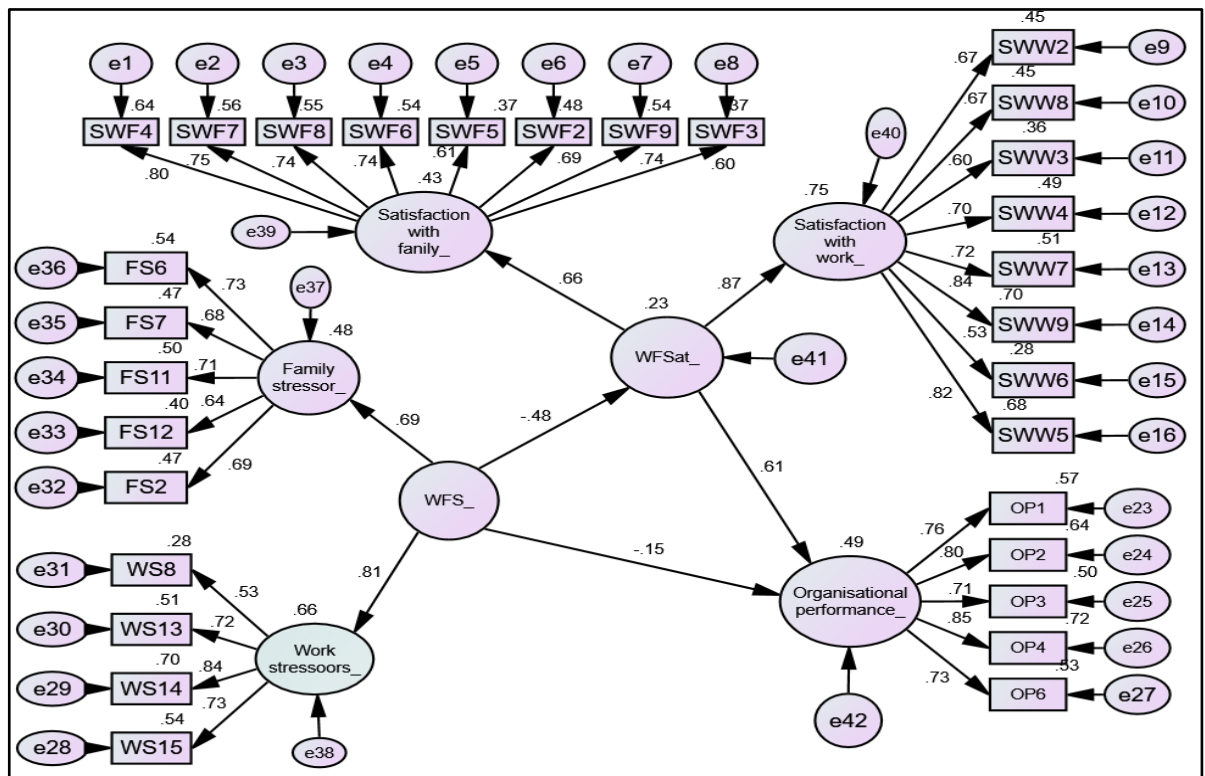 e1 e2 e3 e4 e5 e6 e7 e8
.64 .56 .55 .54 .37 .48 .54 .37
SWF4 SWF7 SWF8 SWF6 SWF5 SWF2 SWF9 SWF3
.80 .75 .74 .74 .61 .69 .74 .60
.43
Satisfaction
with
fanily_
e39
.45
SWW2
e9
.67
.45
SWW8
e10
.67
.36
SWW3
e11
.60
.49
SWW4
e12
.70
.51
SWW7
e13
.72
.70
SWW9
e14
.84
.28
SWW6
e15
.53
.68
SWW5
e16
.82
e40
.75
Satisfaction
with
work_
.66
.87
.23
WFSat_
e41
e36
.54
FS6
.73
e35
.47
FS7
.68
e34
.50
FS11
.71
e33
.40
FS12
.64
e32
.47
FS2
.69
e37
.48
Family
stressor_
.69
-.48
WFS_
.61
-.15
.81
e31
.28
WS8
.53
e30
.51
WS13
.72
e29
.70
WS14
.84
e28
.54
WS15
.73
.66
Work
stressoors_
e38
.49
Organisational
performance_
e42
.57
OP1
e23
.76
.64
OP2
e24
.80
.50
OP3
e25
.71
.72
OP4
e26
.85
.53
OP6
e27
.73